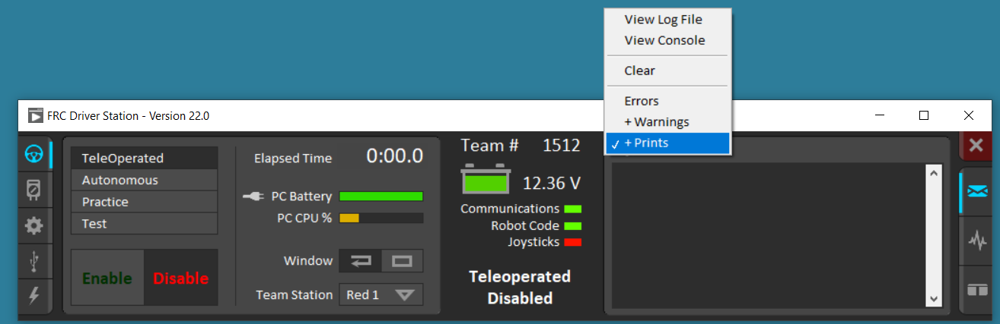 View Log File
View Console
Clear
Errors
+ Warnings
✓ + Prints
FRC Driver Station - Version 22.0
TeleOperated
Autonomous
Practice
Test
Enable
Disable
Elapsed Time 0:00.0
PC Battery
PC CPU %
Window
Team Station Red 1
Team # 1512
12.36 V
Communications
Robot Code
Joysticks
Teleoperated
Disabled